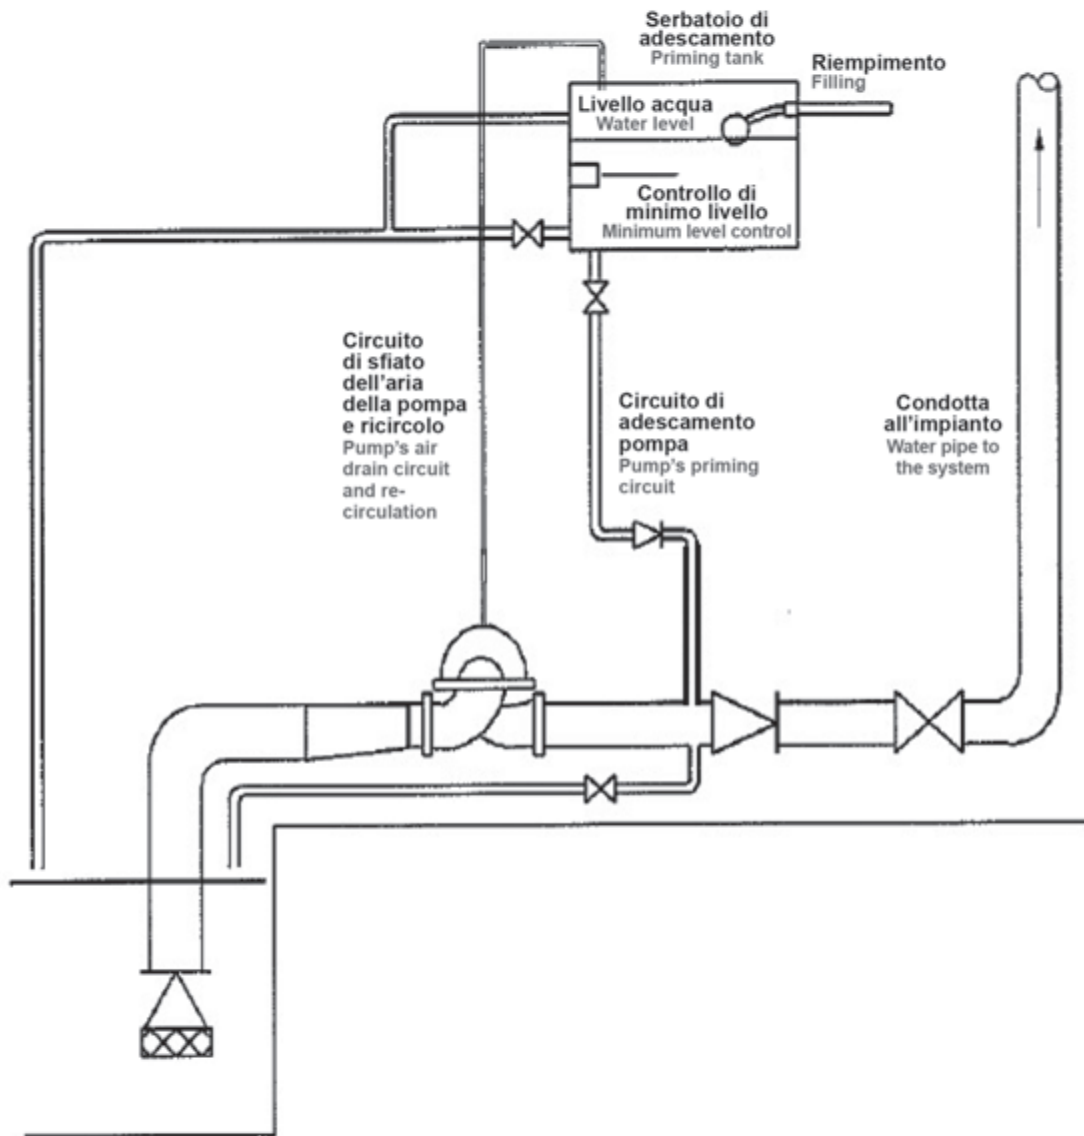 Serbatoio di
adescamento
Priming tank
Riempimento
Filling
Livello acqua
Water level
Controllo di
minimo livello
Minimum level control
Circuito
di sfiato
dell'aria
della pompa
e ricircolo
Pump's air
drain circuit
and re-
circulation
Circuito di
adescamento
pompa
Pump's priming
circuit
Condotta
all'impianto
Water pipe to
the system